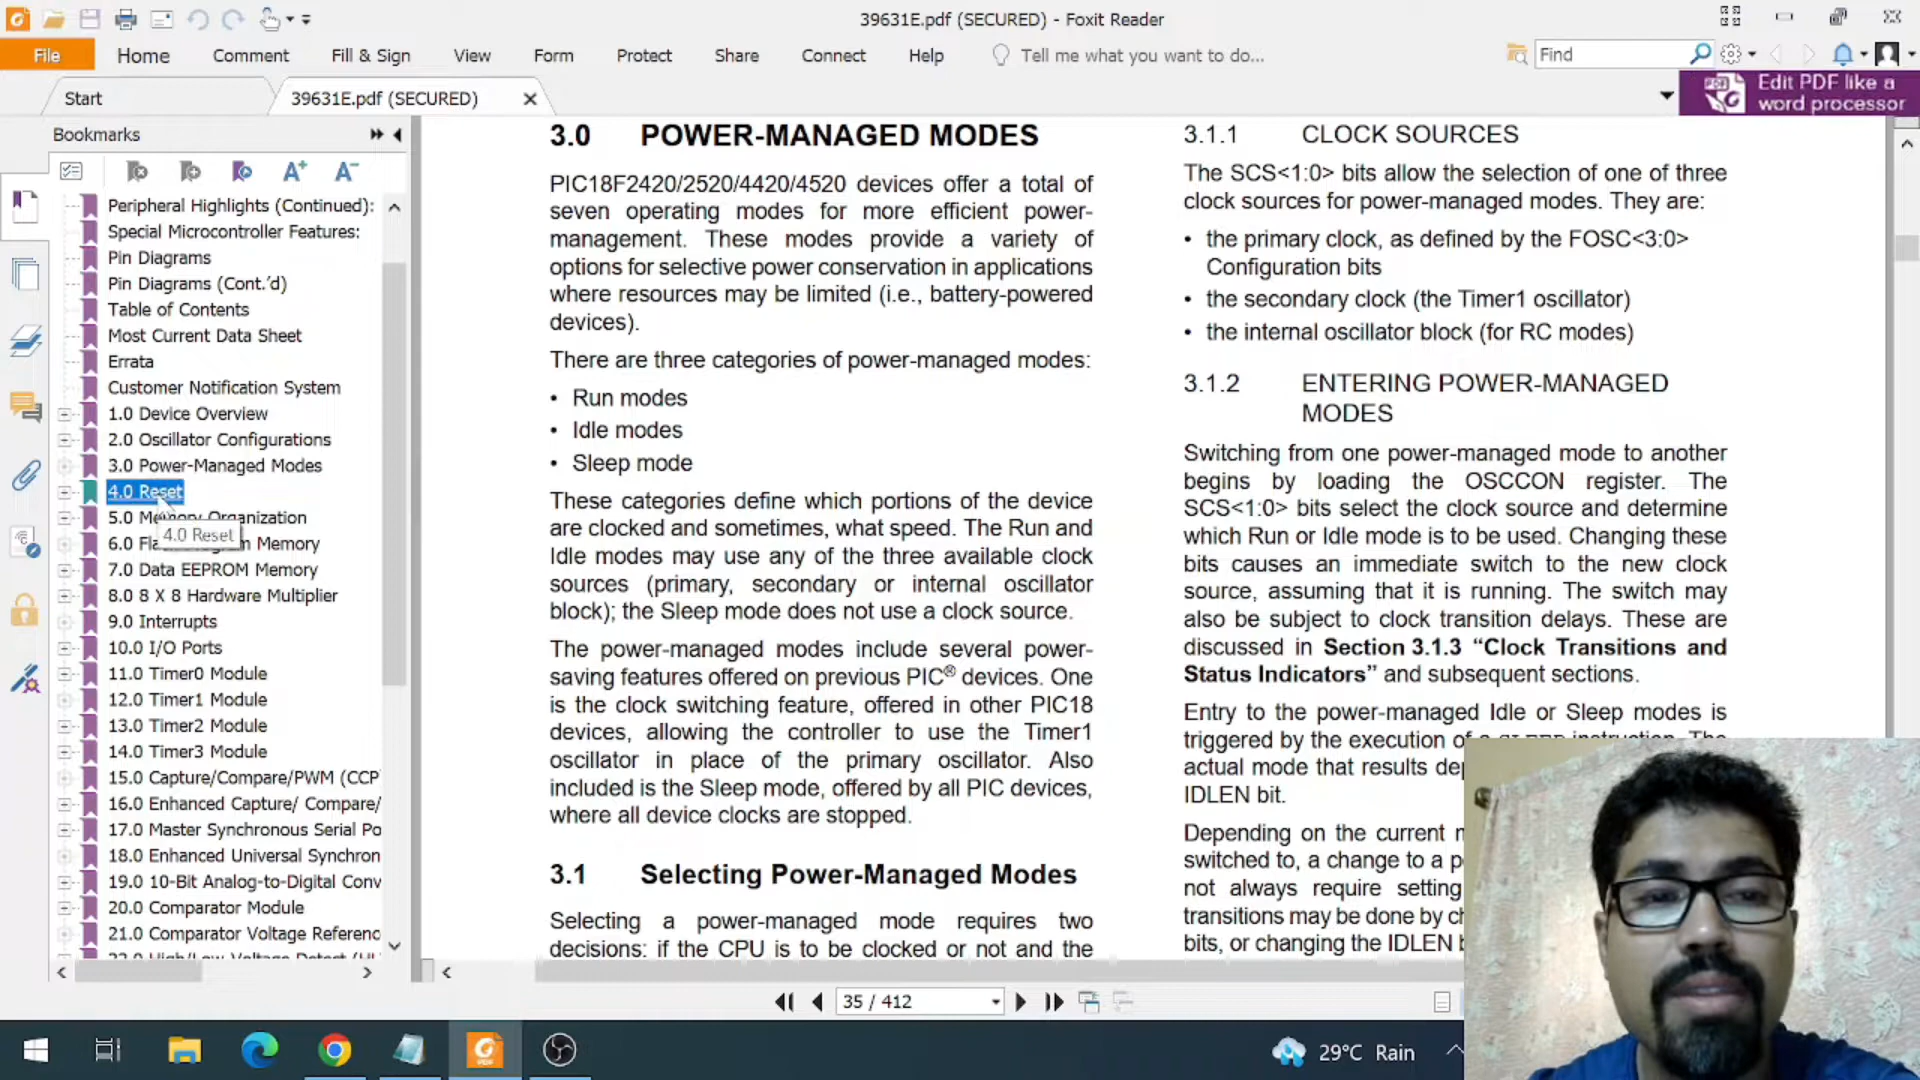 39631E.pdf (SECURED) - Foxit Reader
File
Home
Comment
Fill & Sign
View
Form
Protect
Share
Connect
Help
Tell me what you want to do...
Find
Start
39631E.pdf (SECURED)
Edit PDF like a
word processor
Bookmarks
Peripheral Highlights (Continued):
Special Microcontroller Features:
Pin Diagrams
Pin Diagrams (Cont.’d)
Table of Contents
Most Current Data Sheet
Errata
Customer Notification System
1.0 Device Overview
2.0 Oscillator Configurations
3.0 Power-Managed Modes
4.0 Reset
5.0 Memory Organization
4.0 Reset
6.0 Memory
7.0 Data EEPROM Memory
8.0 8 X 8 Hardware Multiplier
9.0 Interrupts
10.0 I/O Ports
11.0 Timer0 Module
12.0 Timer1 Module
13.0 Timer2 Module
14.0 Timer3 Module
15.0 Capture/Compare/PWM (CCP
16.0 Enhanced Capture/ Compare/
17.0 Master Synchronous Serial Po
18.0 Enhanced Universal Synchron
19.0 10-Bit Analog-to-Digital Conv
20.0 Comparator Module
21.0 Comparator Voltage Referenc
3.0 POWER-MANAGED MODES
PIC18F2420/2520/4420/4520 devices offer a total of
seven operating modes for more efficient power-
management. These modes provide a variety of
options for selective power conservation in applications
where resources may be limited (i.e., battery-powered
devices).
There are three categories of power-managed modes:
• Run modes
• Idle modes
• Sleep mode
These categories define which portions of the device
are clocked and sometimes, what speed. The Run and
Idle modes may use any of the three available clock
sources (primary, secondary or internal oscillator
block); the Sleep mode does not use a clock source.
The power-managed modes include several power-
saving features offered on previous PIC® devices. One
is the clock switching feature, offered in other PIC18
devices, allowing the controller to use the Timer1
oscillator in place of the primary oscillator. Also
included is the Sleep mode, offered by all PIC devices,
where all device clocks are stopped.
3.1 Selecting Power-Managed Modes
Selecting a power-managed mode requires two
decisions: if the CPU is to be clocked or not and the
3.1.1 CLOCK SOURCES
The SCS<1:0> bits allow the selection of one of three
clock sources for power-managed modes. They are:
• the primary clock, as defined by the FOSC<3:0>
Configuration bits
• the secondary clock (the Timer1 oscillator)
• the internal oscillator block (for RC modes)
3.1.2 ENTERING POWER-MANAGED
MODES
Switching from one power-managed mode to another
begins by loading the OSCCON register. The
SCS<1:0> bits select the clock source and determine
which Run or Idle mode is to be used. Changing these
bits causes an immediate switch to the new clock
source, assuming that it is running. The switch may
also be subject to clock transition delays. These are
discussed in Section 3.1.3 “Clock Transitions and
Status Indicators” and subsequent sections.
Entry to the power-managed Idle or Sleep modes is
triggered by the execution of a
actual mode that results
IDLEN bit.
Depending on the current
switched to, a change to a
not always require setting
transitions may be done by
bits, or changing the IDLEN
35 / 412
29°C Rain